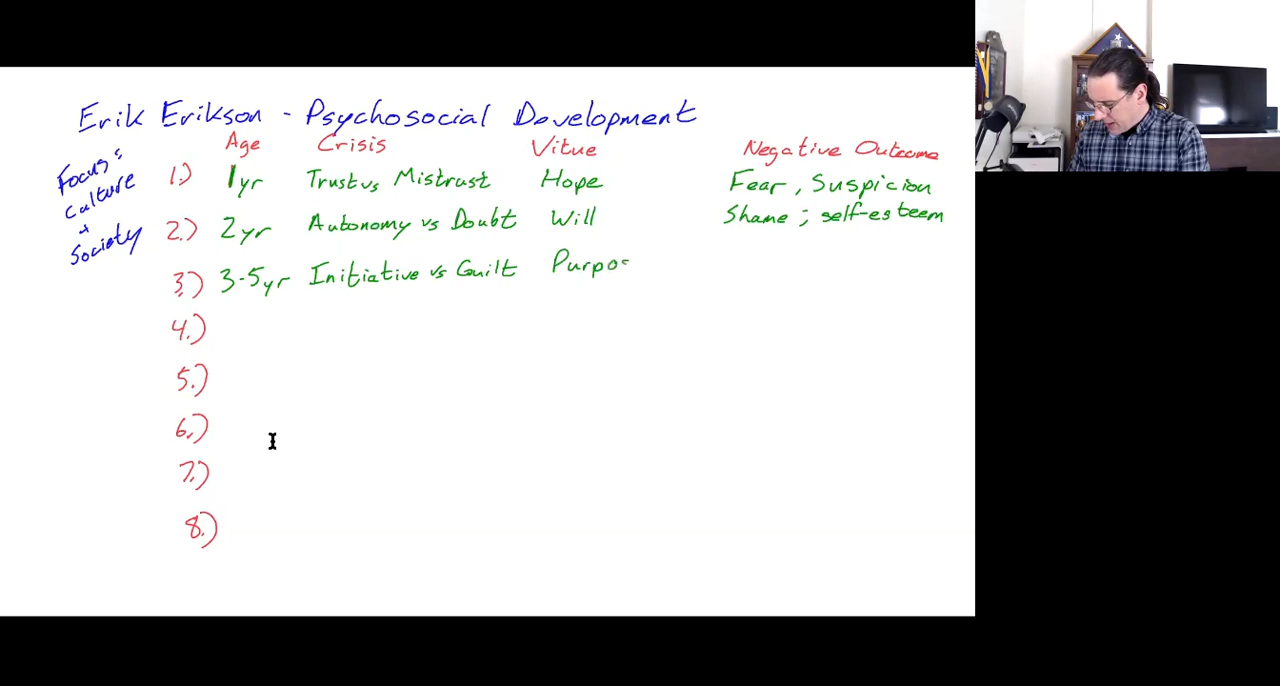 Erik Erikson - Psychosocial Development
Age Crisis Vitue Negative Outcome
Focus:
Culture
+
Society
1.) 1yr Trust vs Mistrust Hope Fear, Suspicion
2.) 2yr Autonomy vs Doubt Will Shame; self-esteem
3.) 3-5yr Initiative vs Guilt Purpos
4.)
5.)
6.)
7.)
8.)